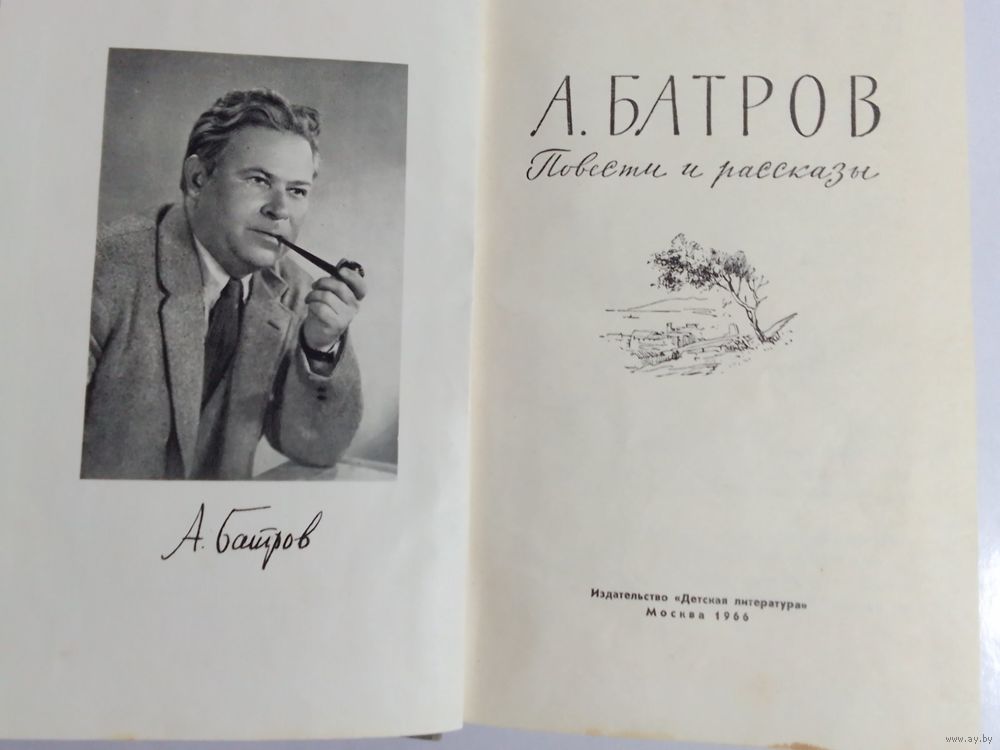 А. Батров
А. БАТРОВ
Повести и рассказы
Издательство «Детская литература»
Москва 1966
www.ay.by